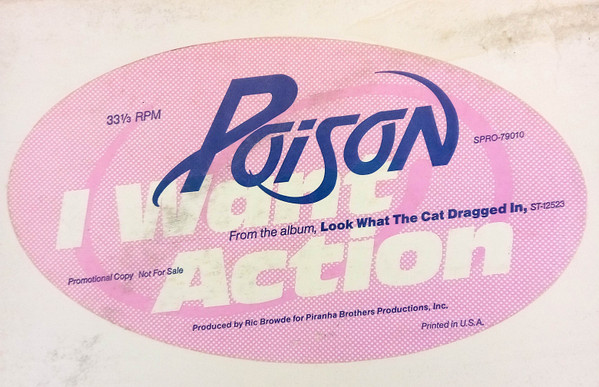 33⅓ RPM
POISON
SPRO-79010
I Want
From the album, Look What The Cat Dragged In, ST-12523
Action
Promotional Copy Not For Sale
Produced by Ric Browde for Piranha Brothers Productions, Inc.
Printed in U.S.A.